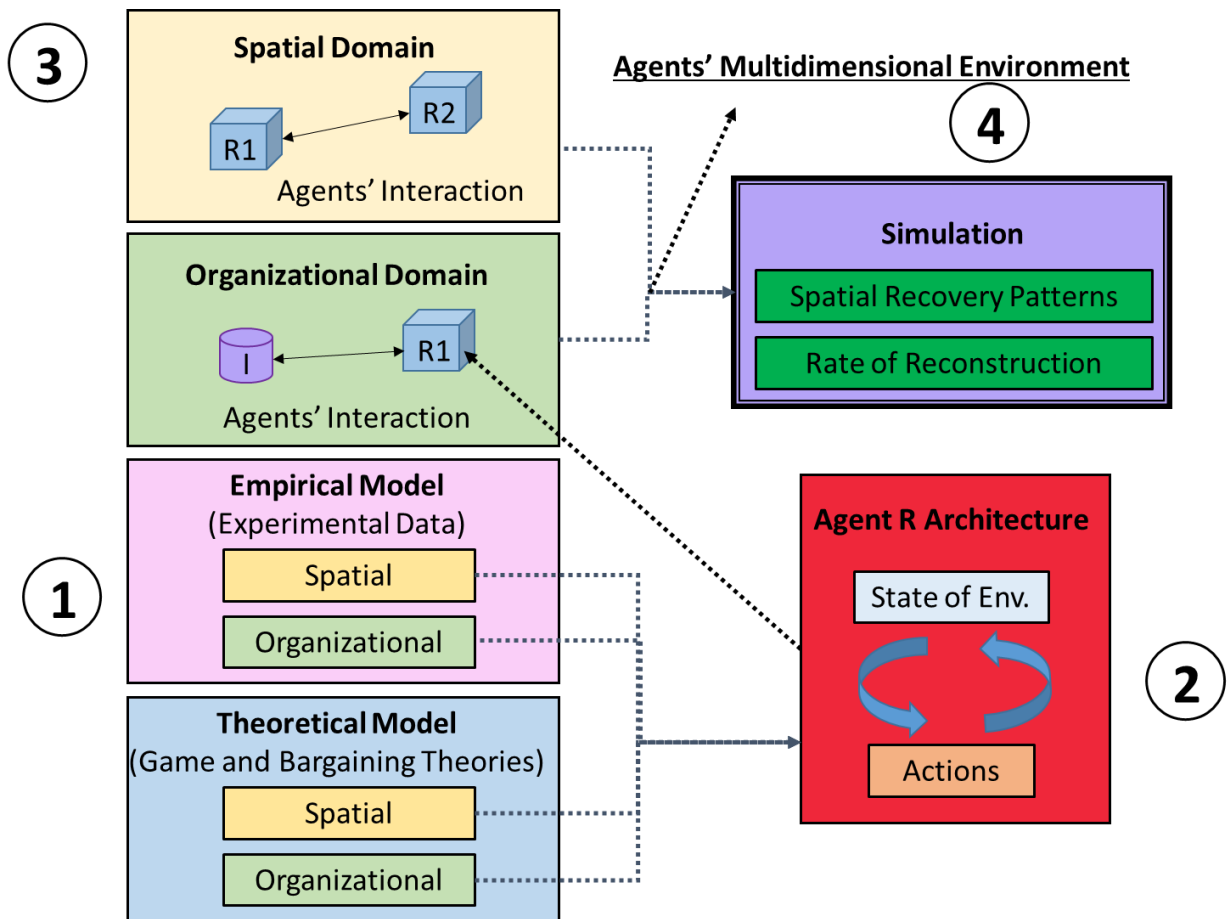 3
Spatial Domain
R1
R2
Agents' Interaction
Agents' Multidimensional Environment
4
Simulation
Spatial Recovery Patterns
Rate of Reconstruction
Organizational Domain
I
R1
Agents' Interaction
1
Empirical Model
(Experimental Data)
Spatial
Organizational
Theoretical Model
(Game and Bargaining Theories)
Spatial
Organizational
Agent R Architecture
State of Env.
Actions
2